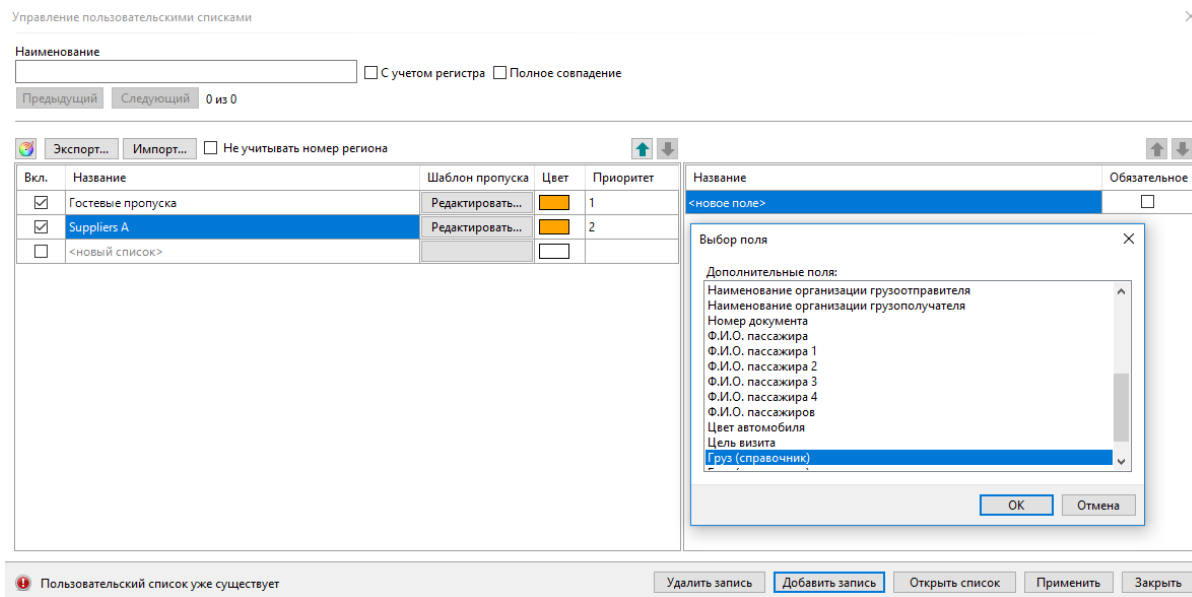 Управление пользовательскими списками
Наименование
С учетом регистра Полное совпадение
Предыдущий Следующий 0 из 0
Экспорт... Импорт... Не учитывать номер региона
Вкл. Название Шаблон пропуска Цвет Приоритет Название Обязательное
Гостевые пропуска Редактировать... 1 <новое поле>
Suppliers A Редактировать... 2
<новый список>
Выбор поля
Дополнительные поля:
Наименование организации грузоотправителя
Наименование организации грузополучателя
Номер документа
Ф.И.О. пассажира
Ф.И.О. пассажира 1
Ф.И.О. пассажира 2
Ф.И.О. пассажира 3
Ф.И.О. пассажира 4
Ф.И.О. пассажиров
Цвет автомобиля
Цель визита
Груз (справочник)
OK Отмена
Пользовательский список уже существует Удалить запись Добавить запись Открыть список Применить Закрыть